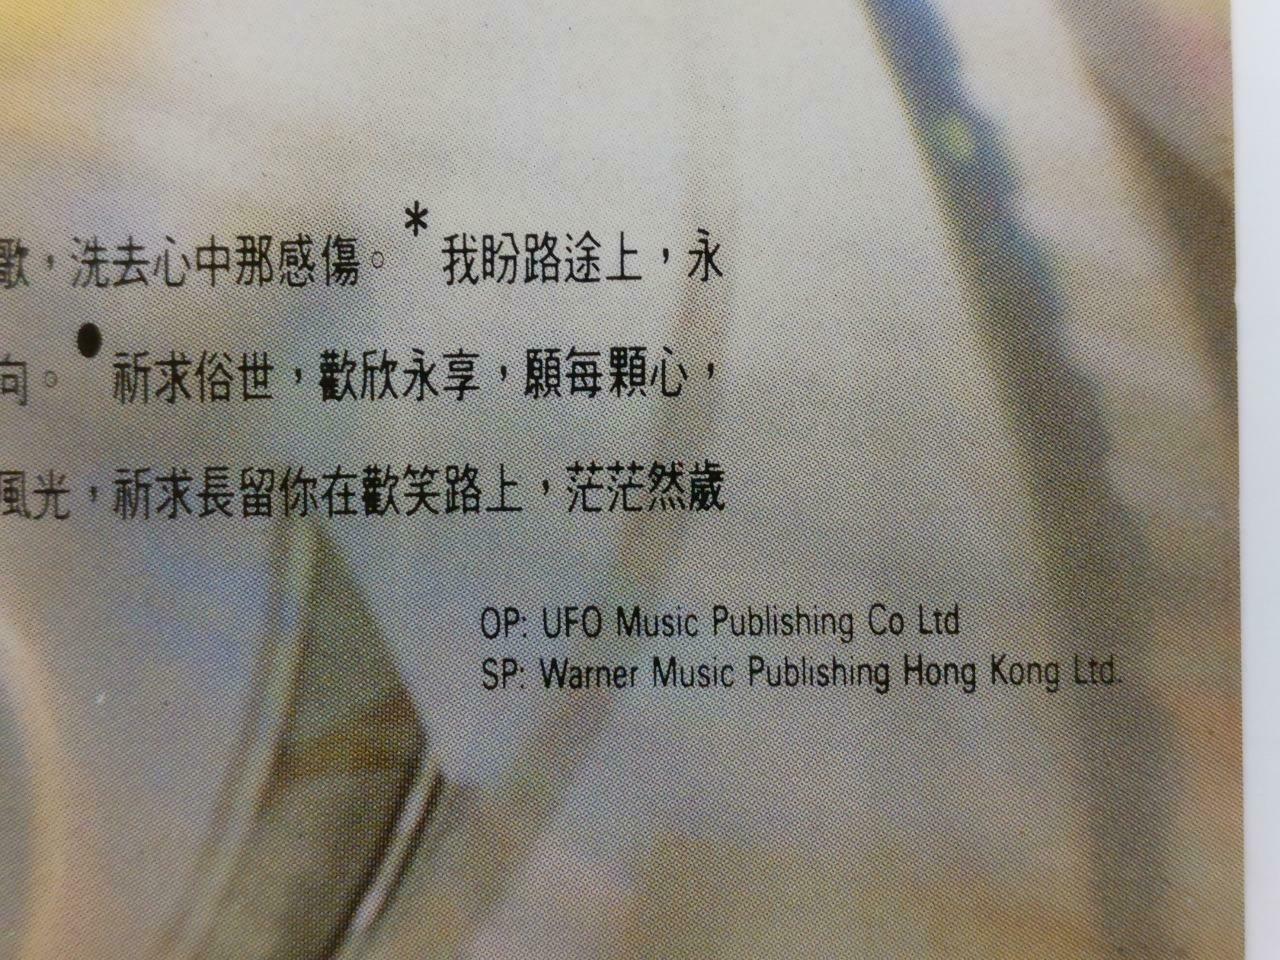 歌，洗去心中那感傷。*我盼路途上，永
向。●祈求俗世，歡欣永享，願每顆心，
風光，祈求長留你在歡笑路上，茫茫然歲
OP: UFO Music Publishing Co Ltd
SP: Warner Music Publishing Hong Kong Ltd.